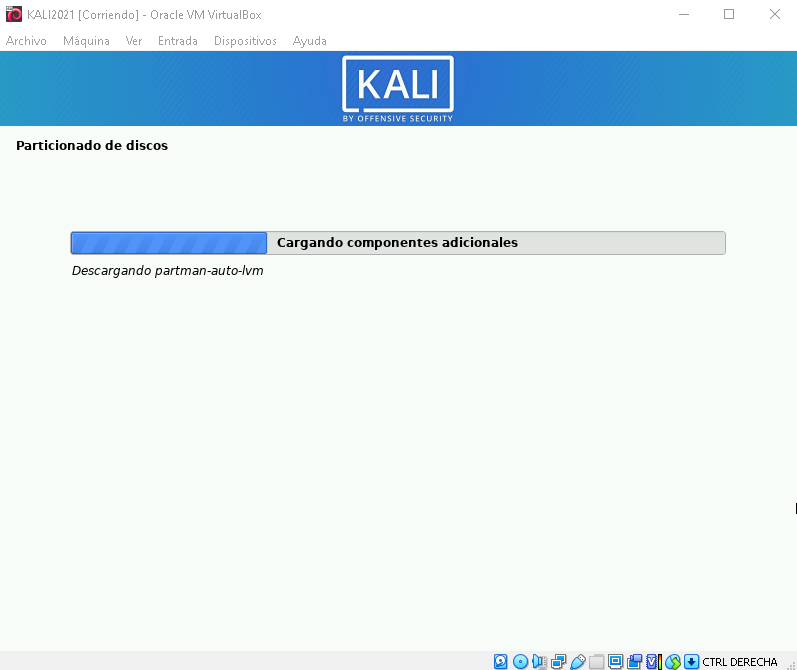 KALI2021 [Corriendo] - Oracle VM VirtualBox
Archivo Máquina Ver Entrada Dispositivos Ayuda
KALI
BY OFFENSIVE SECURITY
Particionado de discos
Cargando componentes adicionales
Descargando partman-auto-lvm
CTRL DERECHA